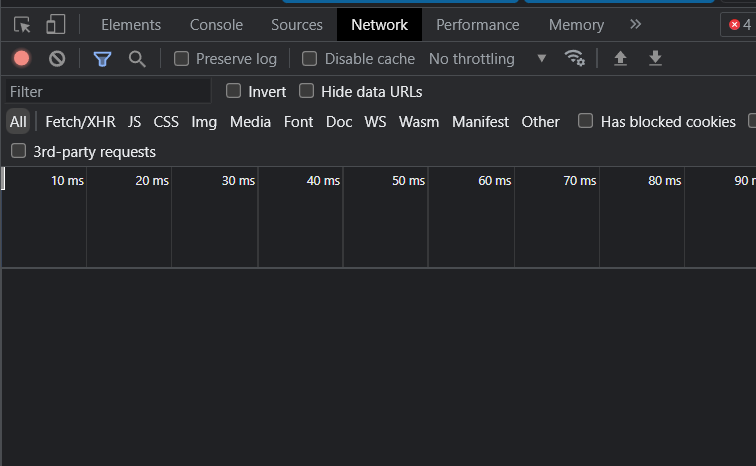 Elements Console Sources Network Performance Memory 4
Preserve log Disable cache No throttling
Filter Invert Hide data URLs
All Fetch/XHR JS CSS Img Media Font Doc WS Wasm Manifest Other Has blocked cookies
3rd-party requests
10 ms 20 ms 30 ms 40 ms 50 ms 60 ms 70 ms 80 ms 90